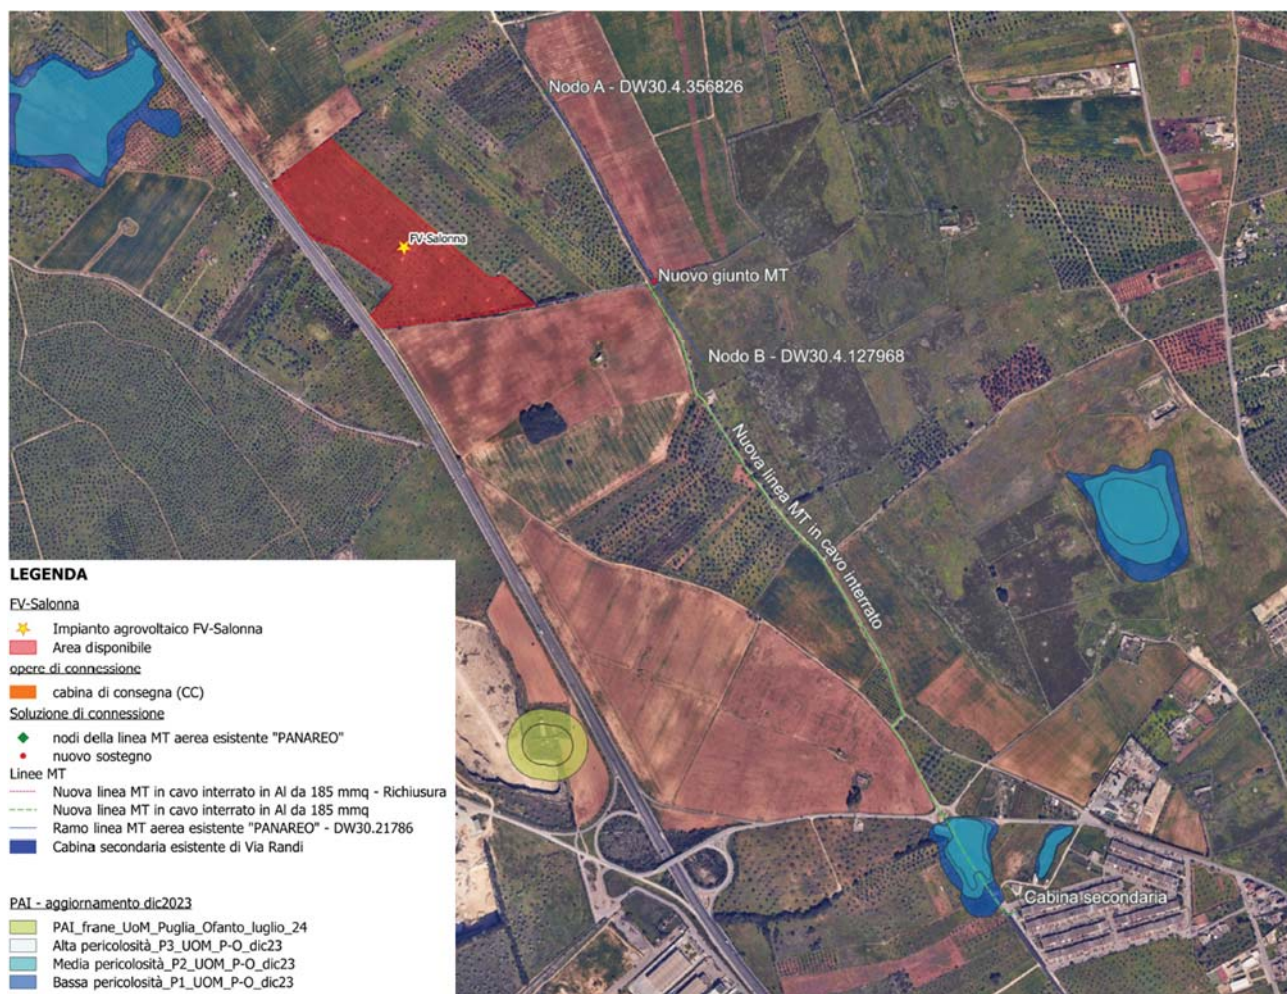 Nodo A - DW30.4.356826
FV-Salonna
Nuovo giunto MT
Nodo B - DW30.4.127968
Nuova linea MT in cavo interrato
Cabina secondaria
LEGENDA
FV-Salonna
Impianto agrovoltaico FV-Salonna
Area disponibile
opere di connessione
cabina di consegna (CC)
Soluzione di connessione
nodi della linea MT aerea esistente "PANAREO"
nuovo sostegno
Linee MT
Nuova linea MT in cavo interrato in Al da 185 mmq - Richiusura
Nuova linea MT in cavo interrato in Al da 185 mmq
Ramo linea MT aerea esistente "PANAREO" - DW30.21786
Cabina secondaria esistente di Via Randi
PAI - aggiornamento dic2023
PAI_frane_UoM_Puglia_Ofanto_luglio_24
Alta pericolosità_P3_UOM_P-O_dic23
Media pericolosità_P2_UOM_P-O_dic23
Bassa pericolosità_P1_UOM_P-O_dic23